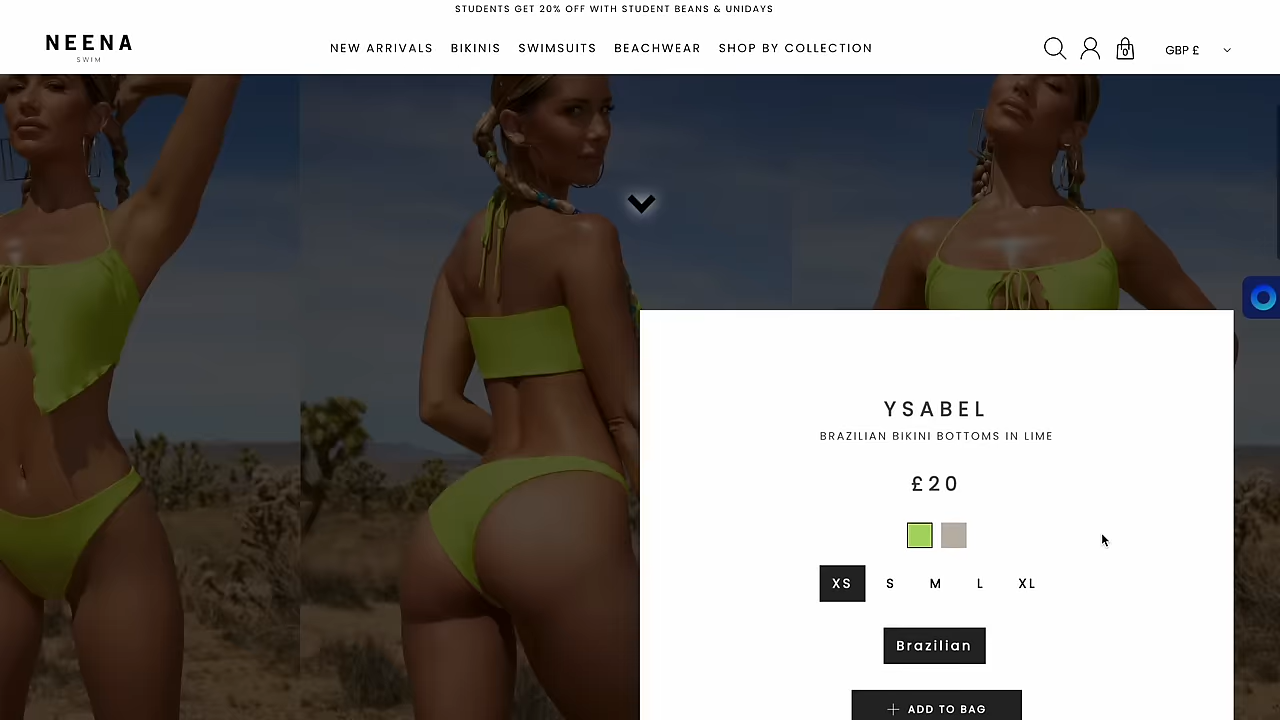 STUDENTS GET 20% OFF WITH STUDENT BEANS & UNIDAYS
NEENA
SWIM
NEW ARRIVALS BIKINIS SWIMSUITS BEACHWEAR SHOP BY COLLECTION
0
GBP £
YSABEL
BRAZILIAN BIKINI BOTTOMS IN LIME
£20
XS S M L XL
Brazilian
ADD TO BAG